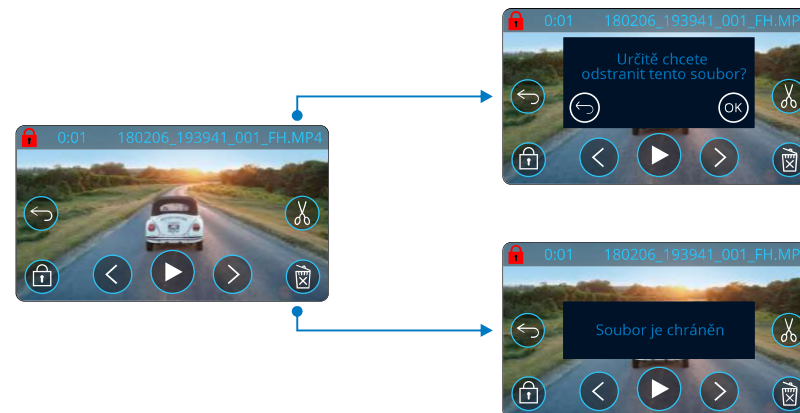 0:01 180206_193941_001_FH.MP4
0:01 180206_193941_001_FH.MP
Určitě chcete
odstranit tento soubor?
OK
0:01 180206_193941_001_FH.MP
Soubor je chráněn